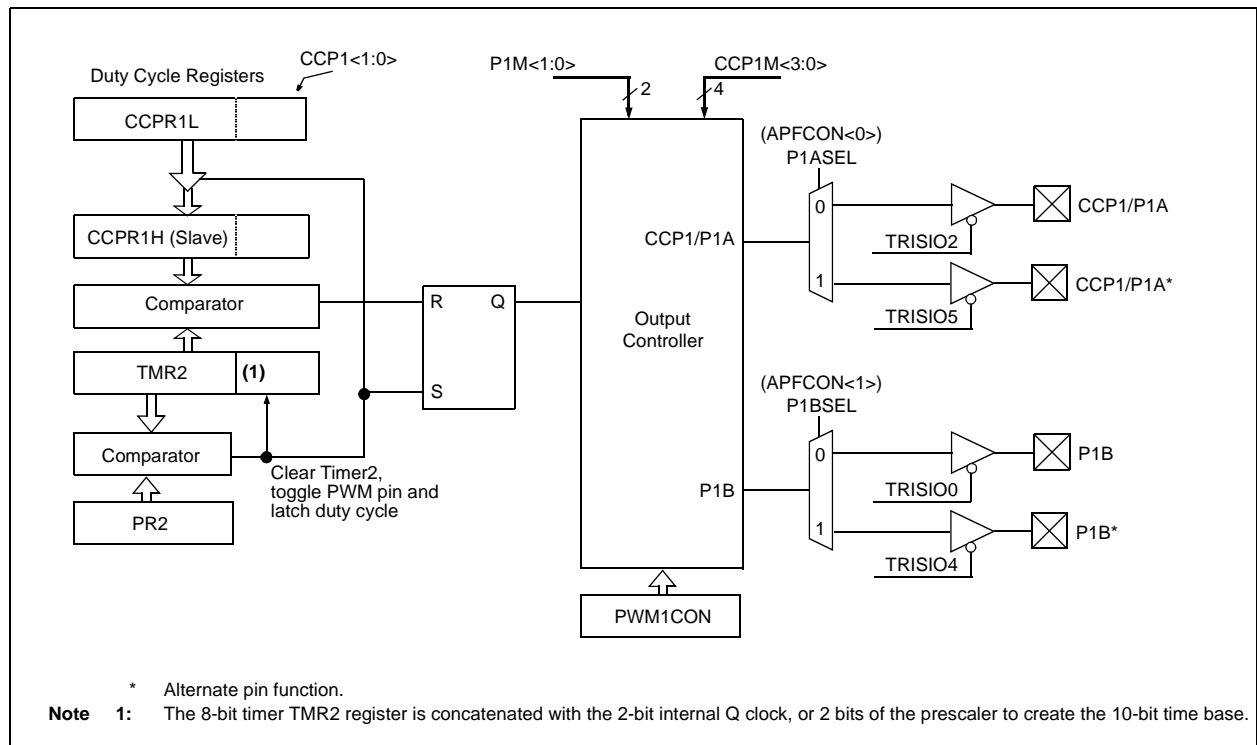 CCP1<1:0>
Duty Cycle Registers
CCPR1L
CCPR1H (Slave)
Comparator
TMR2
(1)
Comparator
PR2
Clear Timer2,
toggle PWM pin and
latch duty cycle
R
Q
S
P1M<1:0>
2
CCP1M<3:0>
4
CCP1/P1A
Output
Controller
P1B
PWM1CON
(APFCON<0>)
P1ASEL
0
1
TRISIO2
CCP1/P1A
TRISIO5
CCP1/P1A*
(APFCON<1>)
P1BSEL
0
1
TRISIO0
P1B
TRISIO4
P1B*
* Alternate pin function.
Note 1: The 8-bit timer TMR2 register is concatenated with the 2-bit internal Q clock, or 2 bits of the prescaler to create the 10-bit time base.